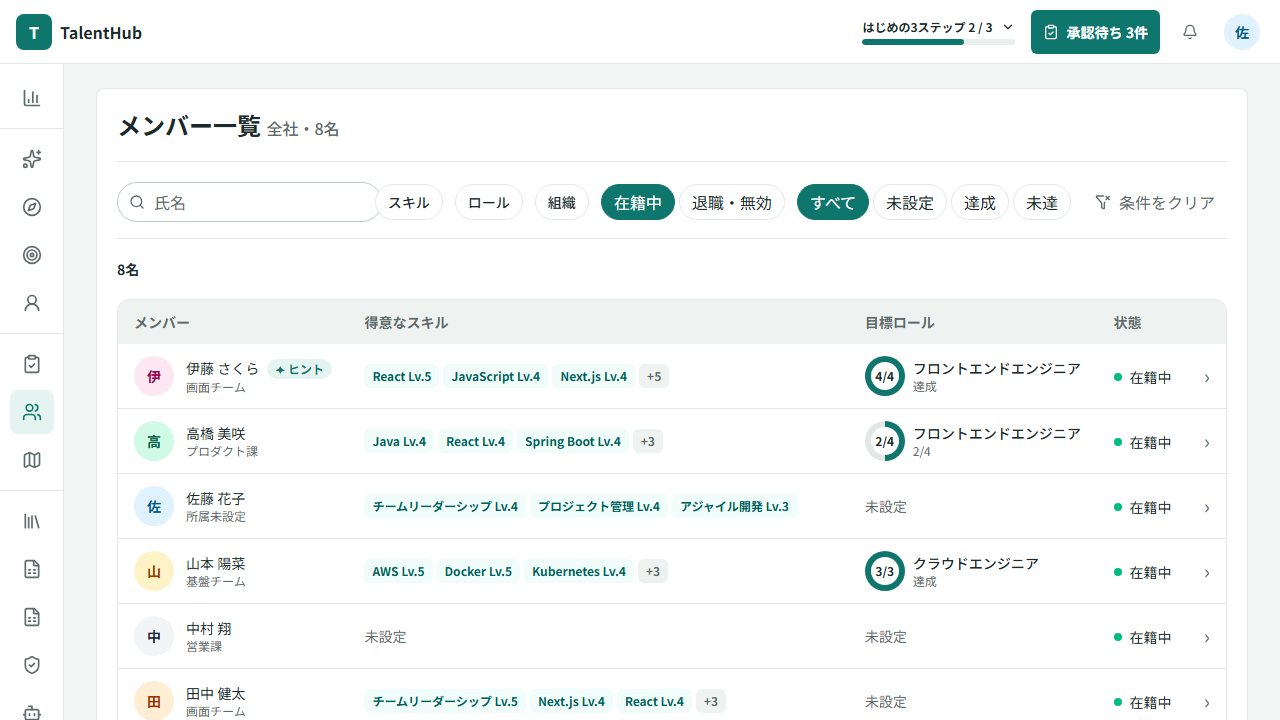 T TalentHub
はじめの3ステップ 2 / 3
承認待ち 3件
佐
メンバー一覧 全社・8名
氏名 スキル ロール 組織 在籍中 退職・無効 すべて 未設定 達成 未達 条件をクリア
8名
メンバー 得意なスキル 目標ロール 状態
伊 伊藤 さくら ヒント React Lv.5 JavaScript Lv.4 Next.js Lv.4 +5 4/4 フロントエンドエンジニア 在籍中 ›
画面チーム 達成
高 高橋 美咲 Java Lv.4 React Lv.4 Spring Boot Lv.4 +3 2/4 フロントエンドエンジニア 在籍中 ›
プロダクト課 2/4
佐 佐藤 花子 チームリーダーシップ Lv.4 プロジェクト管理 Lv.4 アジャイル開発 Lv.3 未設定 在籍中 ›
所属未設定
山 山本 陽菜 AWS Lv.5 Docker Lv.5 Kubernetes Lv.4 +3 3/3 クラウドエンジニア 在籍中 ›
基盤チーム 達成
中 中村 翔 未設定 未設定 在籍中 ›
営業課
田 田中 健太 チームリーダーシップ Lv.5 Next.js Lv.4 React Lv.4 +3 未設定 在籍中 ›
画面チーム